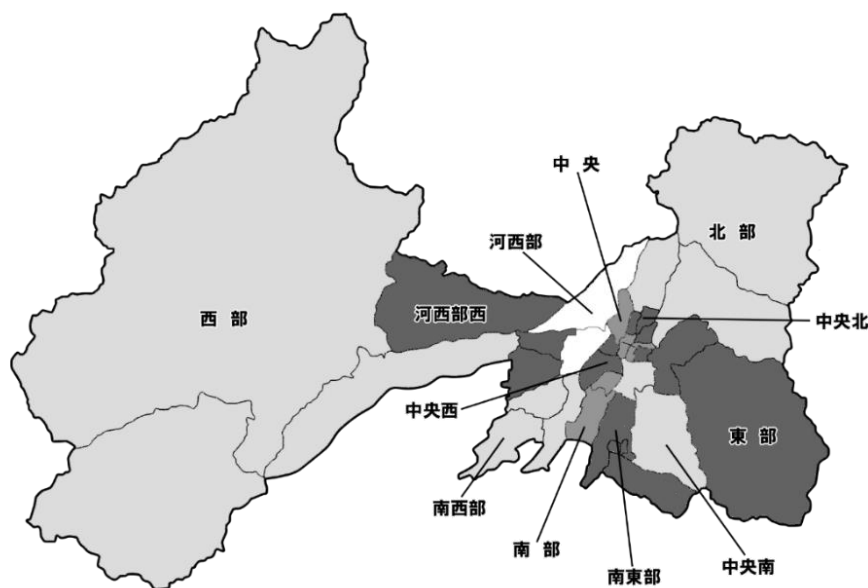 中 央
北 部
河西部
西 部
河西部西
中央北
中央西
東 部
南西部
南 部
南東部
中央南